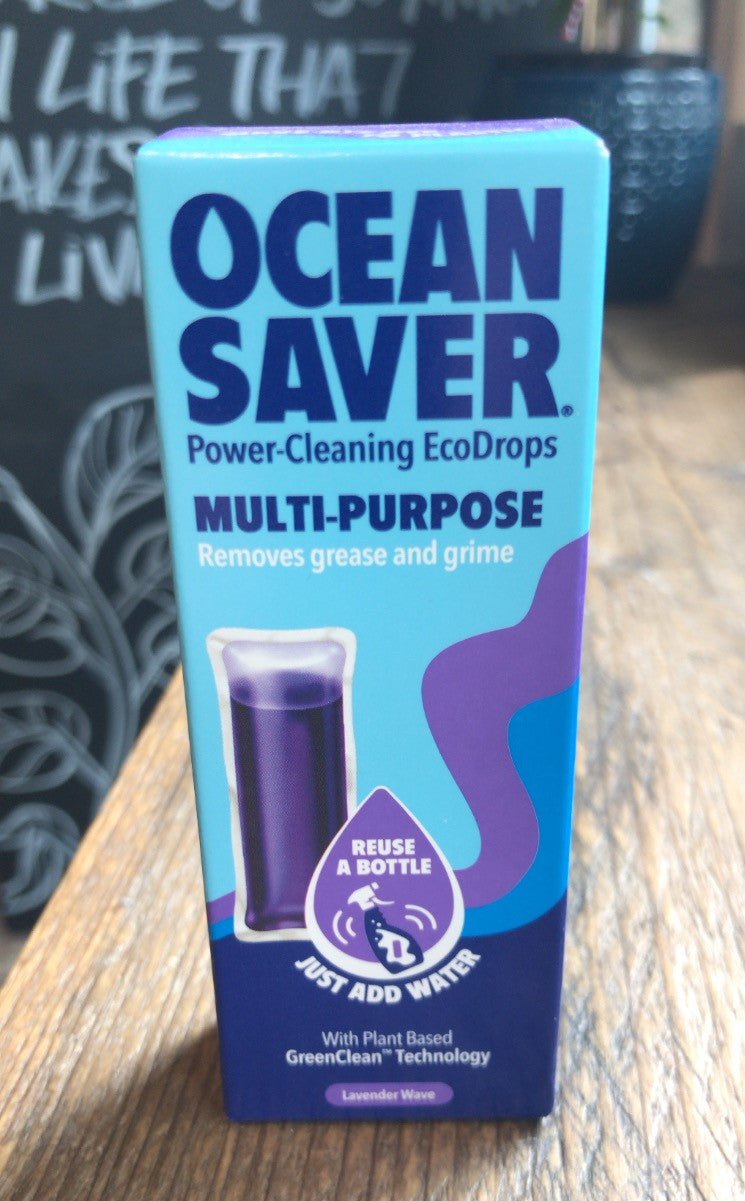 LiFE THAT
LiV
OCEAN
SAVER®
Power-Cleaning EcoDrops
MULTI-PURPOSE
Removes grease and grime
REUSE
A BOTTLE
JUST ADD WATER
With Plant Based
GreenClean™ Technology
Lavender Wave